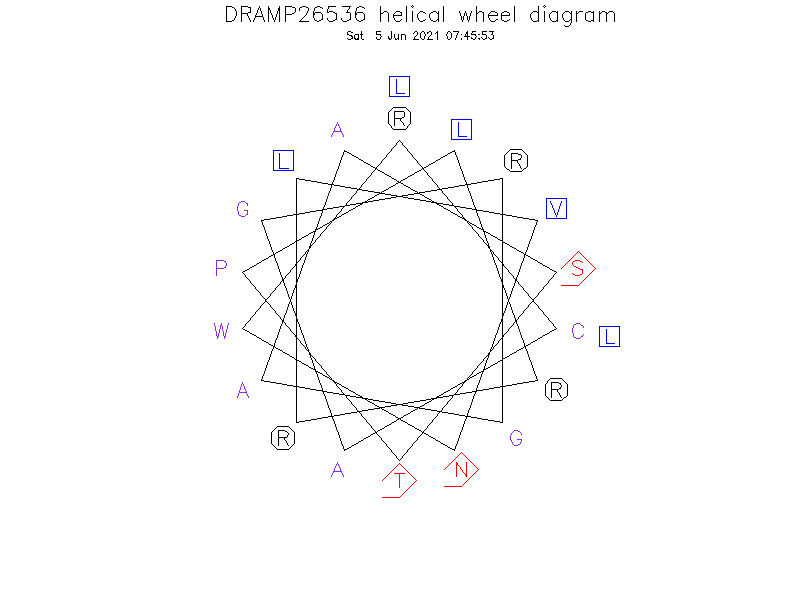 DRAMP26536 helical wheel diagram
Sat 5 Jun 2021 07:45:53
L
A R L
L R
G V
P S
W C L
A R
R G
A T N